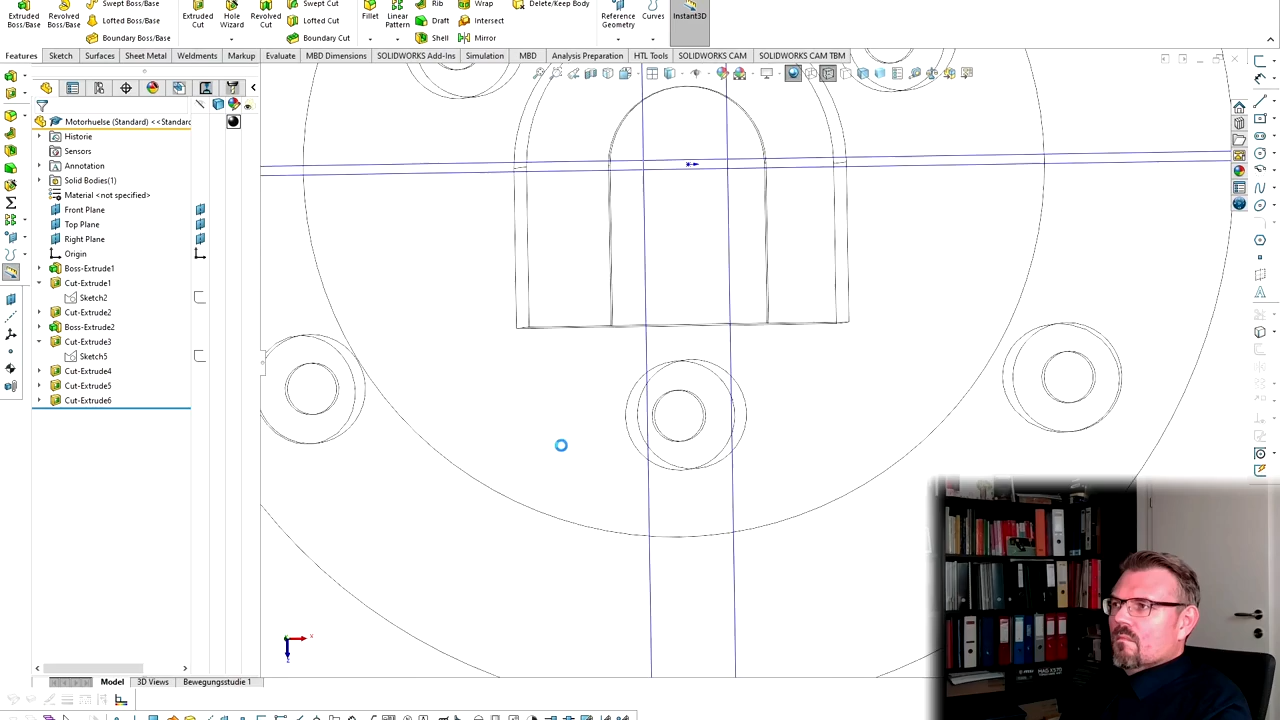 Extruded Boss/Base
Revolved Boss/Base
Swept Boss/Base
Lofted Boss/Base
Boundary Boss/Base
Extruded Cut
Hole Wizard
Revolved Cut
Swept Cut
Lofted Cut
Boundary Cut
Fillet
Linear Pattern
Rib
Draft
Shell
Wrap
Intersect
Mirror
Delete/Keep Body
Reference Geometry
Curves
Instant3D
Features Sketch Surfaces Sheet Metal Weldments Markup Evaluate MBD Dimensions SOLIDWORKS Add-Ins Simulation MBD Analysis Preparation HTL Tools SOLIDWORKS CAM SOLIDWORKS CAM TBM
Motorhuelse (Standard) <<Standard
Historie
Sensors
Annotation
Solid Bodies(1)
Material <not specified>
Front Plane
Top Plane
Right Plane
Origin
Boss-Extrude1
Cut-Extrude1
Sketch2
Cut-Extrude2
Boss-Extrude2
Cut-Extrude3
Sketch5
Cut-Extrude4
Cut-Extrude5
Cut-Extrude6
Model 3D Views Bewegungsstudie 1